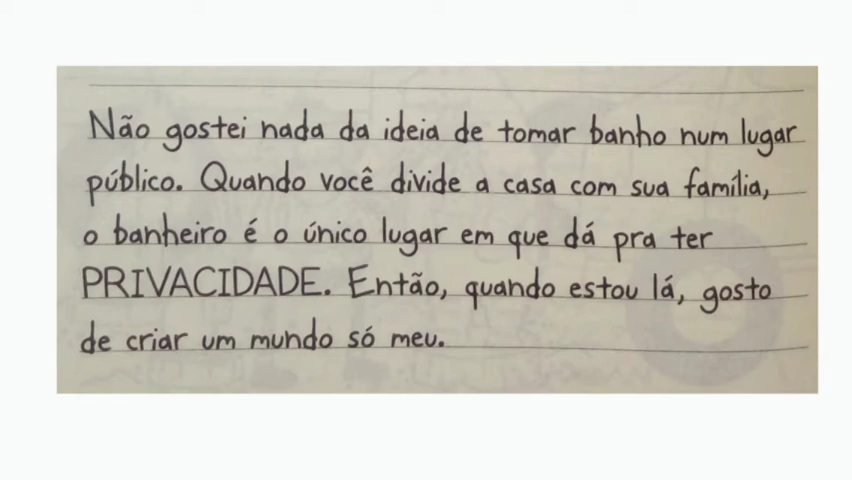 Não gostei nada da ideia de tomar banho num lugar
público. Quando você divide a casa com sua família,
o banheiro é o único lugar em que dá pra ter
PRIVACIDADE. Então, quando estou lá, gosto
de criar um mundo só meu.